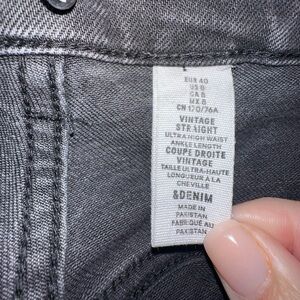 EUR 40
US 8
CA 8
MX 8
CN 170/76A
VINTAGE
STRAIGHT
ULTRA HIGH WAIST
ANKLE LENGTH
COUPE DROITE
VINTAGE
TAILLE ULTRA-HAUTE
LONGUEUR À LA
CHEVILLE
&DENIM
MADE IN
PAKISTAN
FABRIQUÉ AU
PAKISTAN